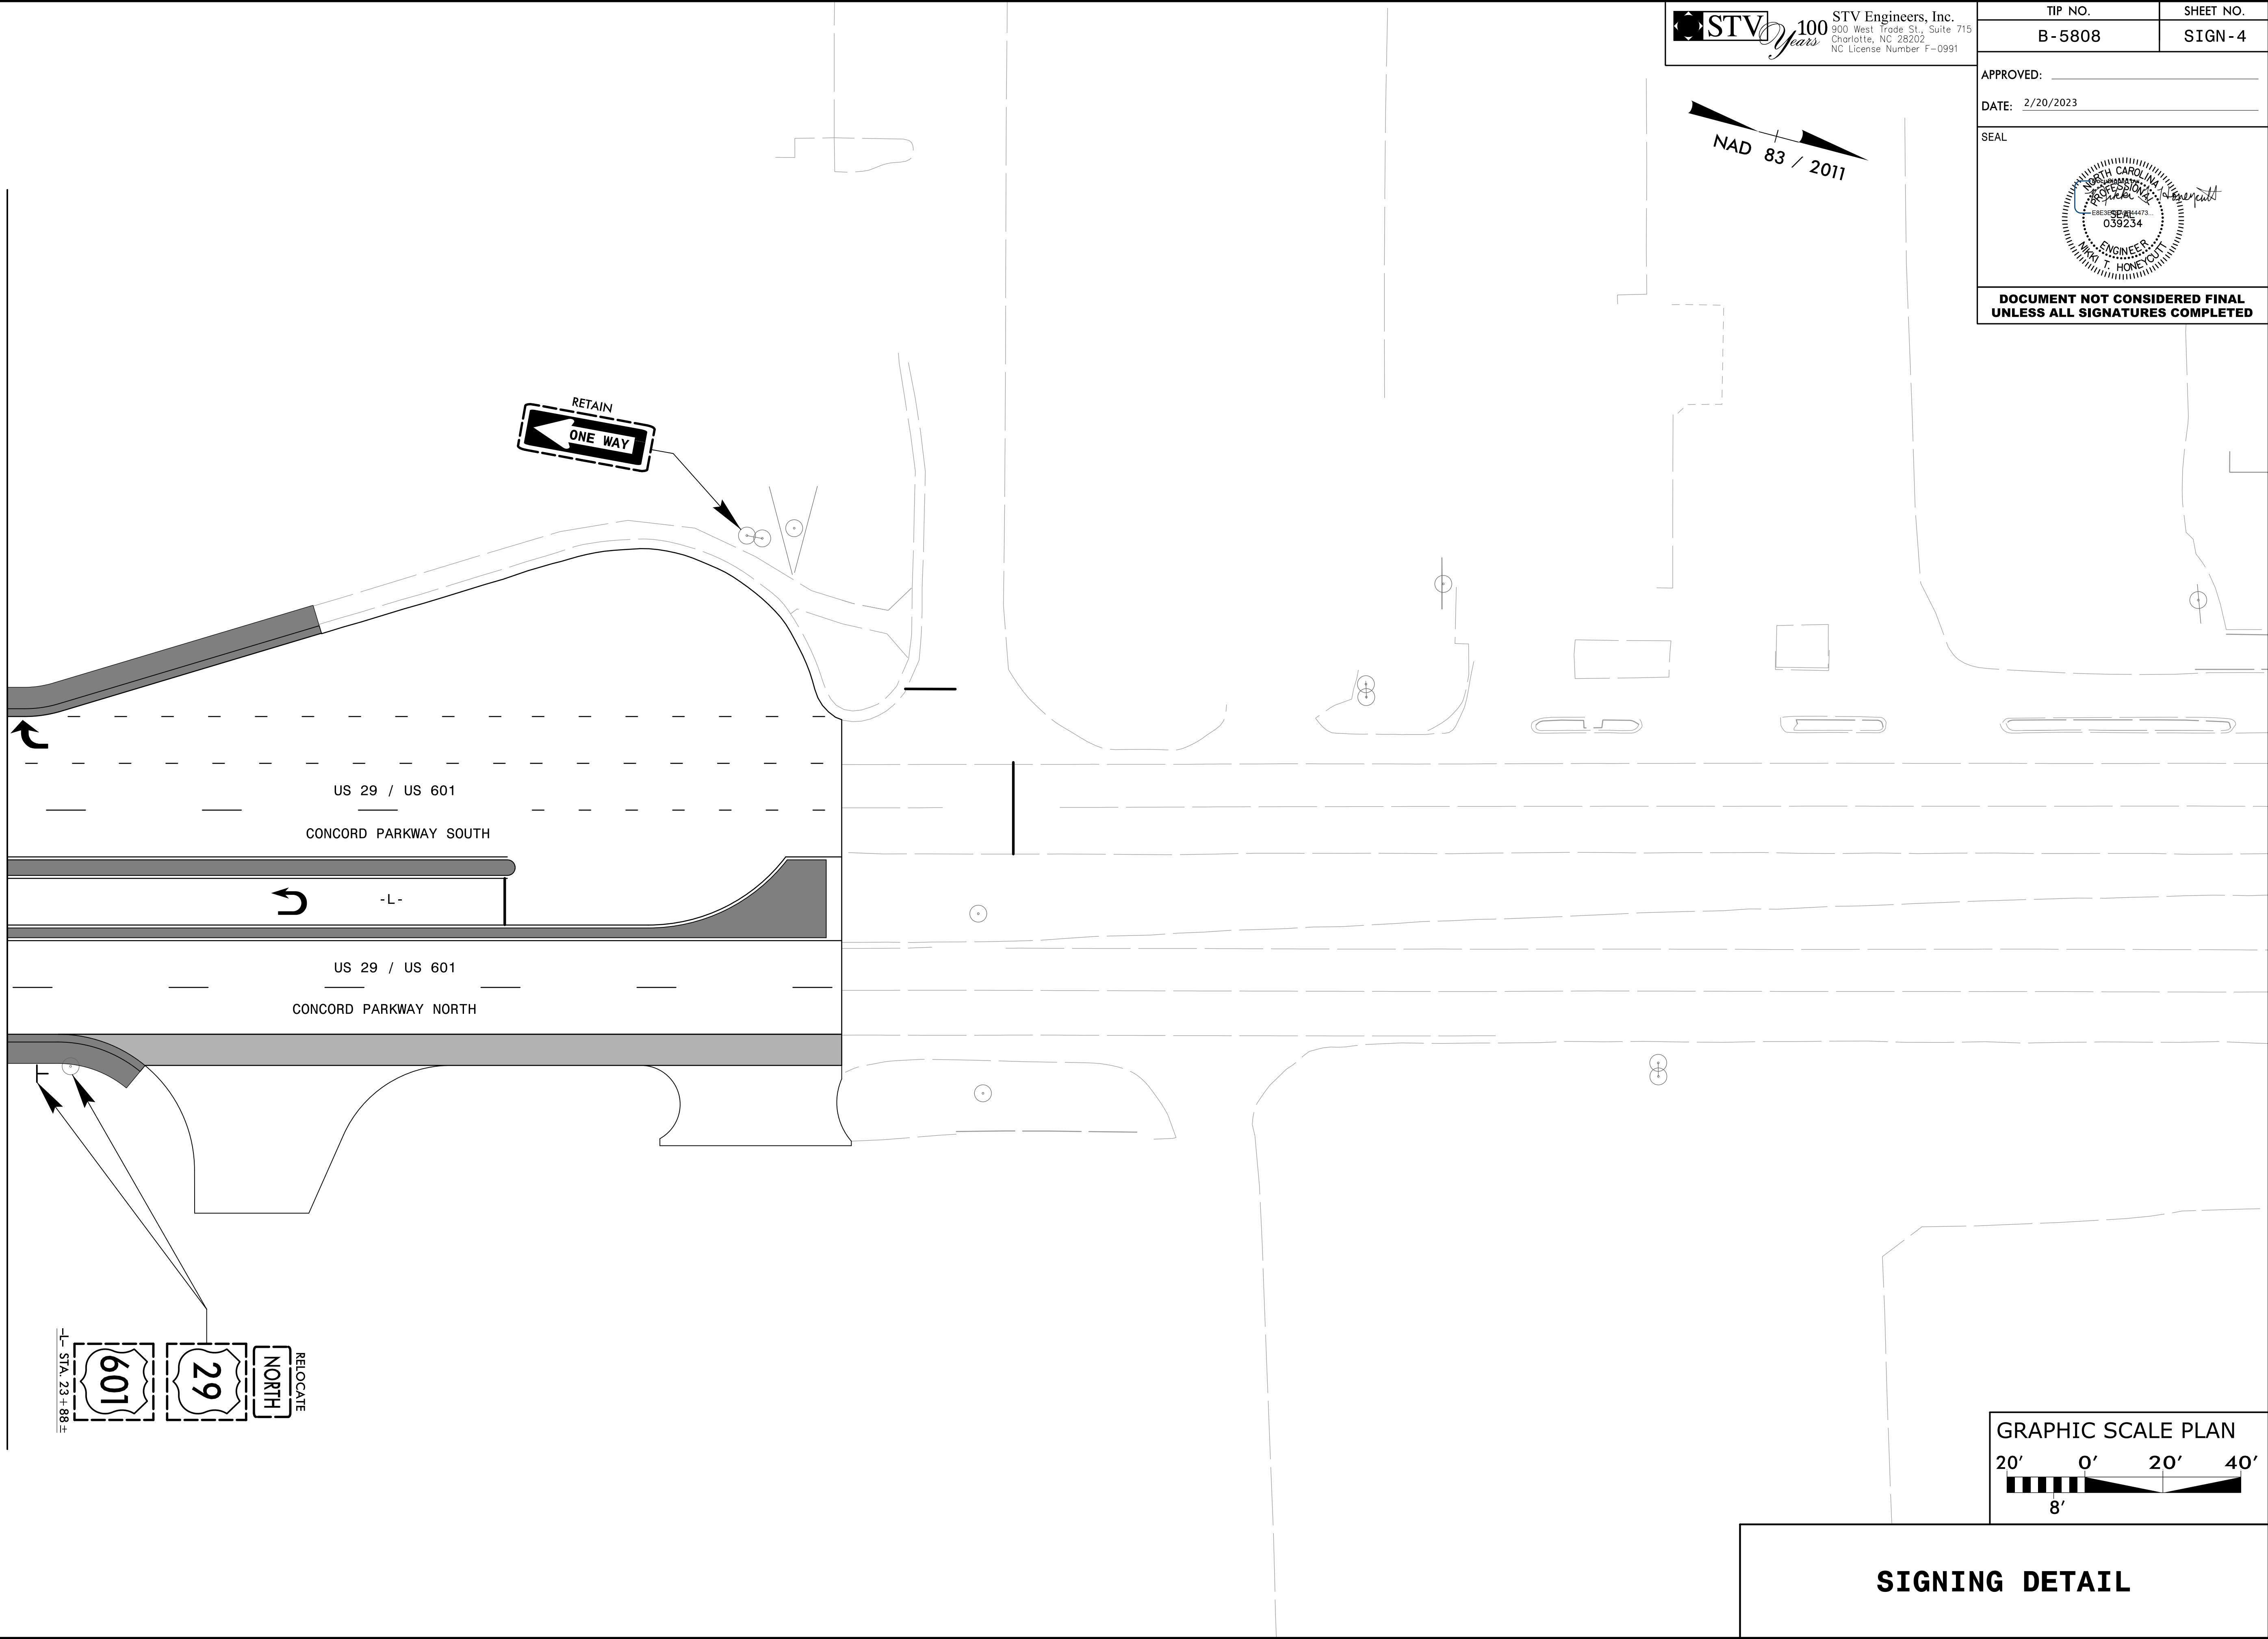 STV
100
Years
STV Engineers, Inc.
900 West Trade St., Suite 715
Charlotte, NC 28202
NC License Number F-0991
TIP NO.
SHEET NO.
B-5808
SIGN-4
APPROVED:
DATE: 2/20/2023
SEAL
NORTH CAROLINA
PROFESSIONAL
SEAL
039234
ENGINEER
NIKKI T. HONEYCUTT
DOCUMENT NOT CONSIDERED FINAL
UNLESS ALL SIGNATURES COMPLETED
NAD 83 / 2011
RETAIN
ONE WAY
US 29 / US 601
CONCORD PARKWAY SOUTH
-L-
US 29 / US 601
CONCORD PARKWAY NORTH
RELOCATE
NORTH
29
601
-L- STA. 23+88±
GRAPHIC SCALE PLAN
20' 0' 20' 40'
8'
SIGNING DETAIL